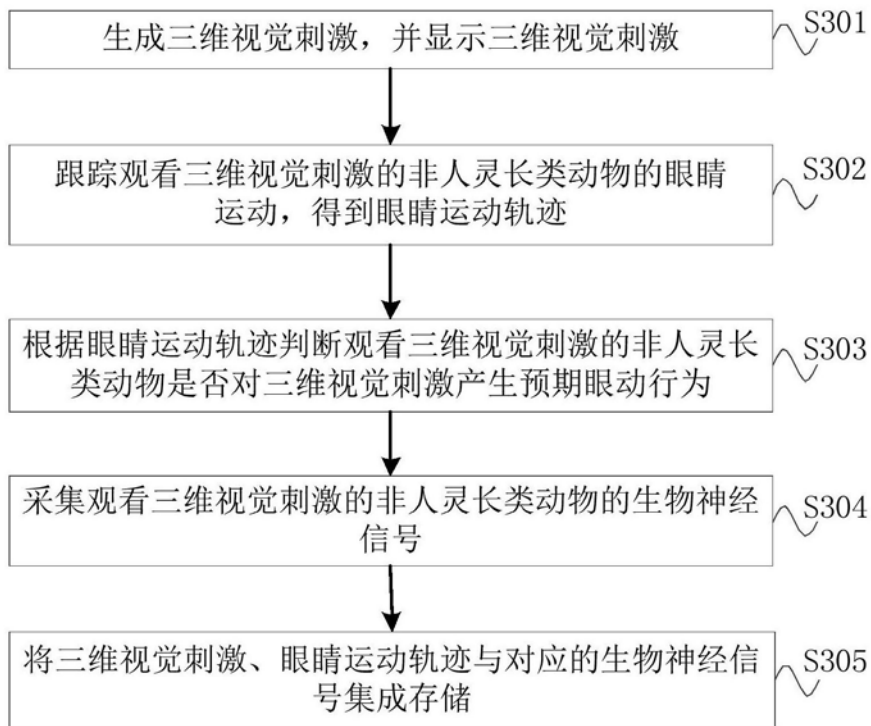 生成三维视觉刺激，并显示三维视觉刺激
S301
跟踪观看三维视觉刺激的非人灵长类动物的眼睛
运动，得到眼睛运动轨迹
S302
根据眼睛运动轨迹判断观看三维视觉刺激的非人灵长
类动物是否对三维视觉刺激产生预期眼动行为
S303
采集观看三维视觉刺激的非人灵长类动物的生物神经
信号
S304
将三维视觉刺激、眼睛运动轨迹与对应的生物神经信
号集成存储
S305